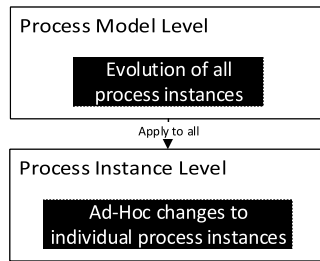 Process Model Level
Evolution of all
process instances
Apply to all
Process Instance Level
Ad-Hoc changes to
individual process instances